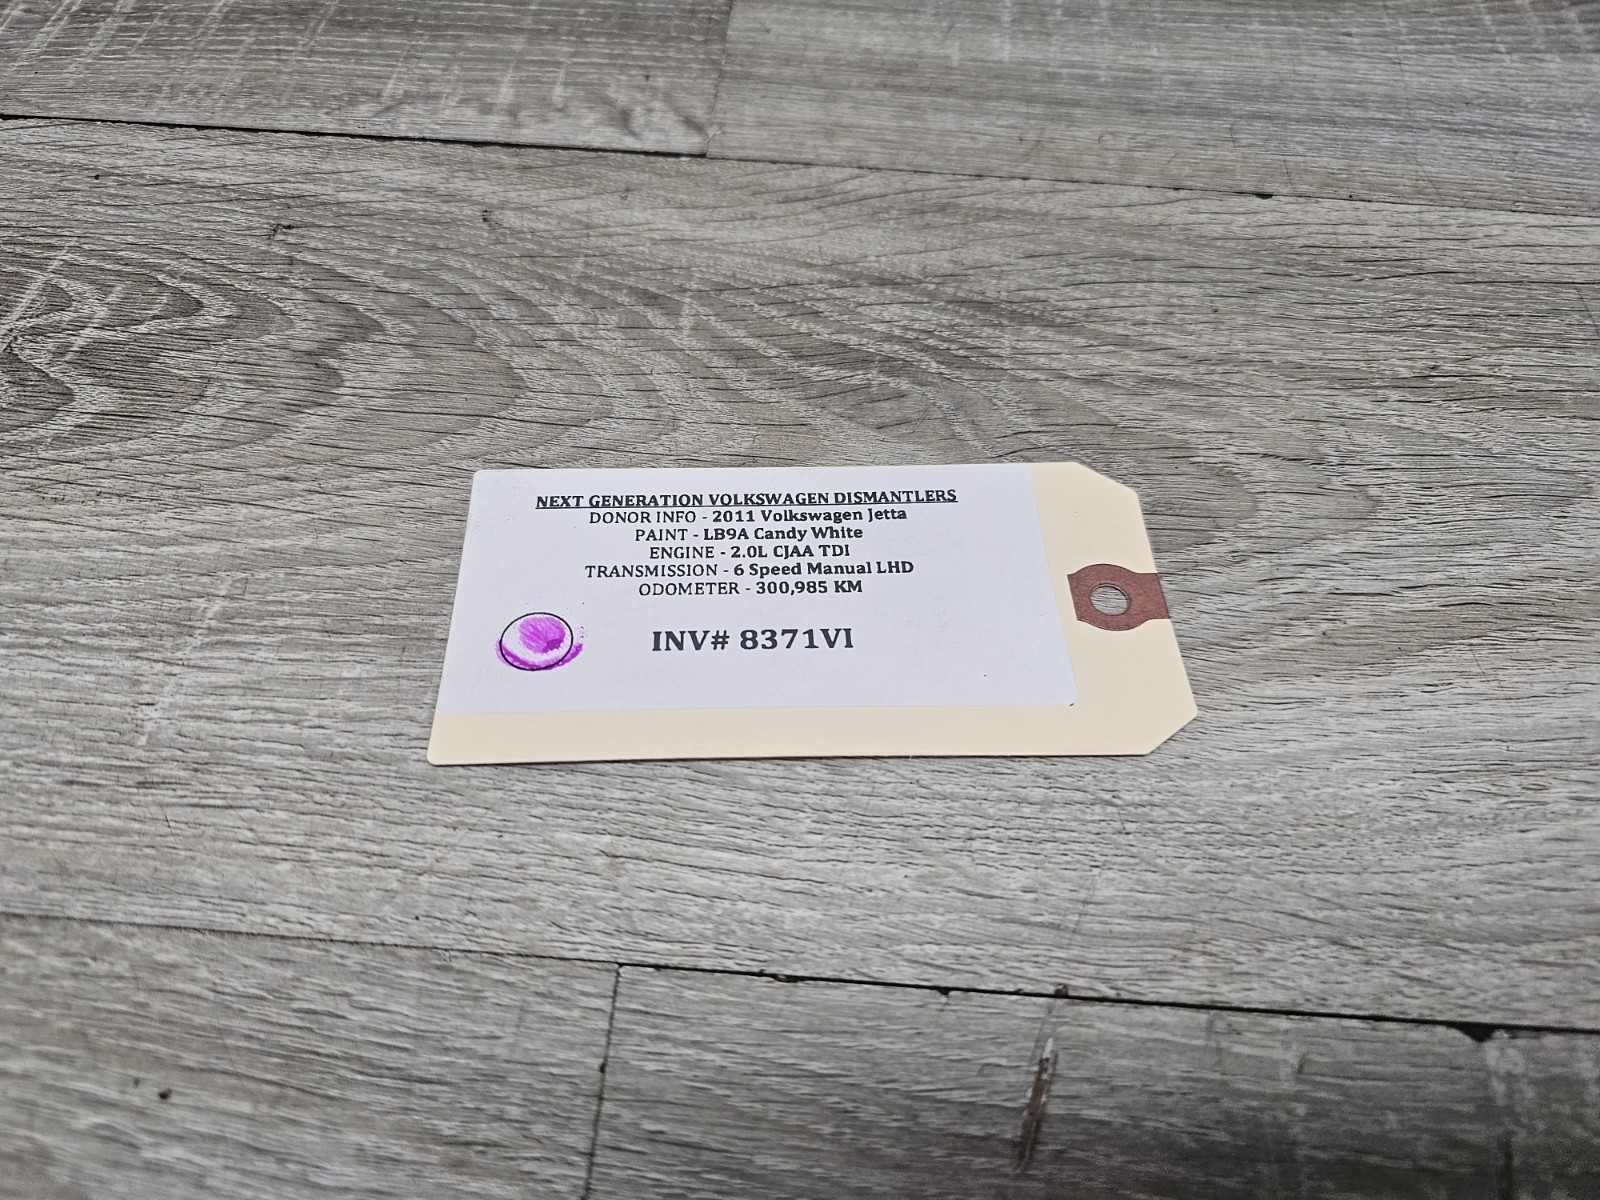 NEXT GENERATION VOLKSWAGEN DISMANTLERS
DONOR INFO - 2011 Volkswagen Jetta
PAINT - LB9A Candy White
ENGINE - 2.0L CJAA TDI
TRANSMISSION - 6 Speed Manual LHD
ODOMETER - 300,985 KM
INV# 8371VI